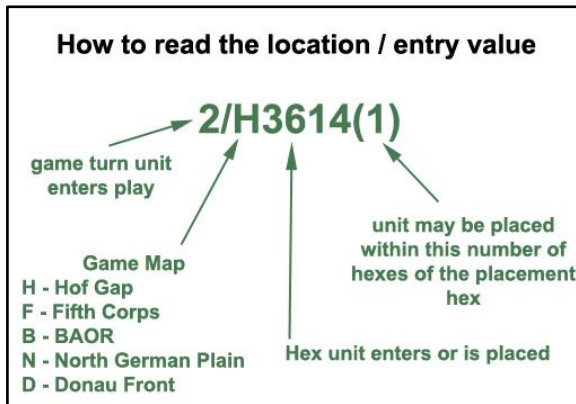 How to read the location / entry value
2/H3614(1)
game turn unit
enters play
unit may be placed
within this number of
hexes of the placement
hex
Game Map
H - Hof Gap
F - Fifth Corps
B - BAOR
N - North German Plain
D - Donau Front
Hex unit enters or is placed